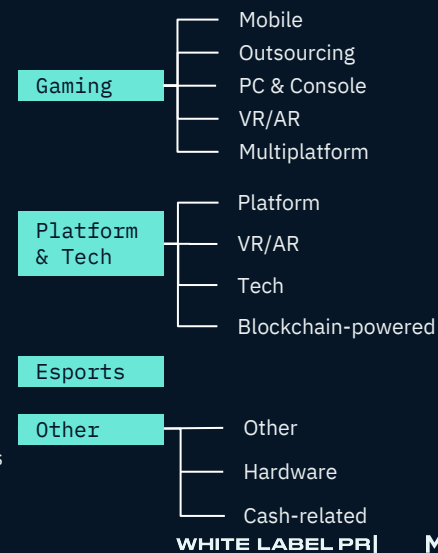 Gaming
Mobile
Outsourcing
PC & Console
VR/AR
Multiplatform
Platform
& Tech
Platform
VR/AR
Tech
Blockchain-powered
Esports
Other
Other
Hardware
Cash-related
WHITE LABEL PR